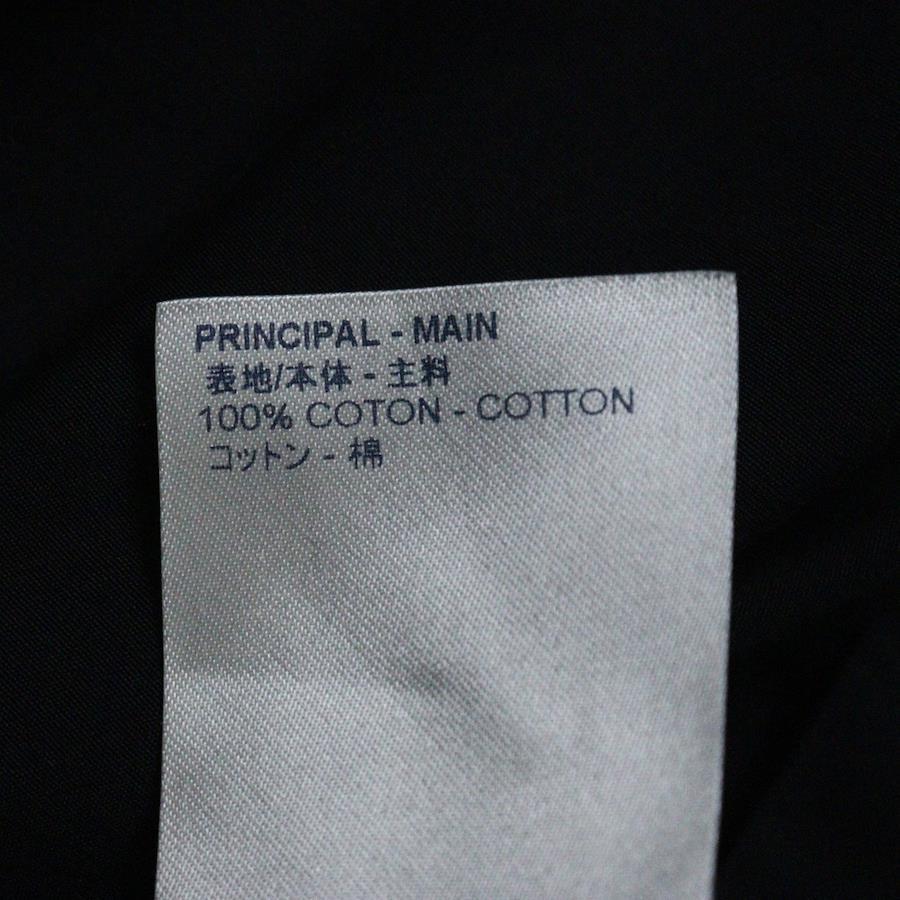 PRINCIPAL - MAIN
表地/本体 - 主料
100% COTON - COTTON
コットン - 棉